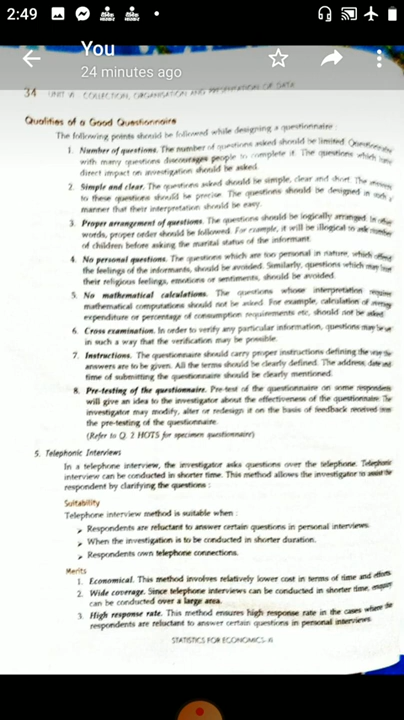 2:49
You
24 minutes ago
34 UNIT VI : COLLECTION, ORGANISATION AND PRESENTATION OF DATA
Qualities of a Good Questionnaire
The following points should be followed while designing a questionnaire :
1. Number of questions. The number of questions asked should be limited. Questionnaire
with many questions discourages people to complete it. The questions which have
direct impact on investigation should be asked.
2. Simple and clear. The questions asked should be simple, clear and short. The answers
to these questions should be precise. The questions should be designed in such a
manner that their interpretation should be easy.
3. Proper arrangement of questions. The questions should be logically arranged. In other
words, proper order should be followed. For example, it will be illogical to ask number
of children before asking the marital status of the informant.
4. No personal questions. The questions which are too personal in nature, which offend
the feelings of the informants, should be avoided. Similarly, questions which may hurt
their religious feelings, emotions or sentiments, should be avoided.
5. No mathematical calculations. The questions whose interpretation requires
mathematical computations should not be asked. For example, calculation of average
expenditure or percentage of consumption requirements etc, should not be asked.
6. Cross examination. In order to verify any particular information, questions may be
in such a way that the verification may be possible.
7. Instructions. The questionnaire should carry proper instructions defining the way the
answers are to be given. All the terms should be clearly defined. The address, date and
time of submitting the questionnaire should be clearly mentioned.
8. Pre-testing of the questionnaire. Pre-test of the questionnaire on some respondents
will give an idea to the investigator about the effectiveness of the questionnaire. The
investigator may modify, alter or redesign it on the basis of feedback received from
the pre-testing of the questionnaire.
(Refer to Q. 2 HOTS for specimen questionnaire)
5. Telephonic Interviews
In a telephonic interview, the investigator asks questions over the telephone. Telephonic
interview can be conducted in shorter time. This method allows the investigator to assist the
respondent by clarifying the questions :
Suitability
Telephone interview method is suitable when :
➢ Respondents are reluctant to answer certain questions in personal interviews.
➢ When the investigation is to be conducted in shorter duration.
➢ Respondents own telephone connections.
Merits
1. Economical. This method involves relatively lower cost in terms of time and efforts.
2. Wide coverage. Since telephone interviews can be conducted in shorter time, enquiry
can be conducted over a large area.
3. High response rate. This method ensures high response rate in the cases where the
respondents are reluctant to answer certain questions in personal interviews.
STATISTICS FOR ECONOMICS-XI